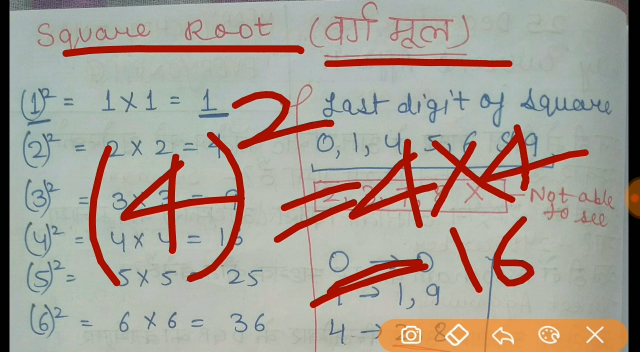 Square Root (वर्ग मूल)
(1)² = 1 × 1 = 1
(2)² = 2 × 2 = 4
(3)² = 3 × 3 = 9
(4)² = 4 × 4 = 16
(5)² = 5 × 5 = 25
(6)² = 6 × 6 = 36
(4)² = 4 × 4
= 16
Last digit of square
0, 1, 4, 5, 6, 9
Not able
to see
0 → 0
1 → 1, 9
4 →